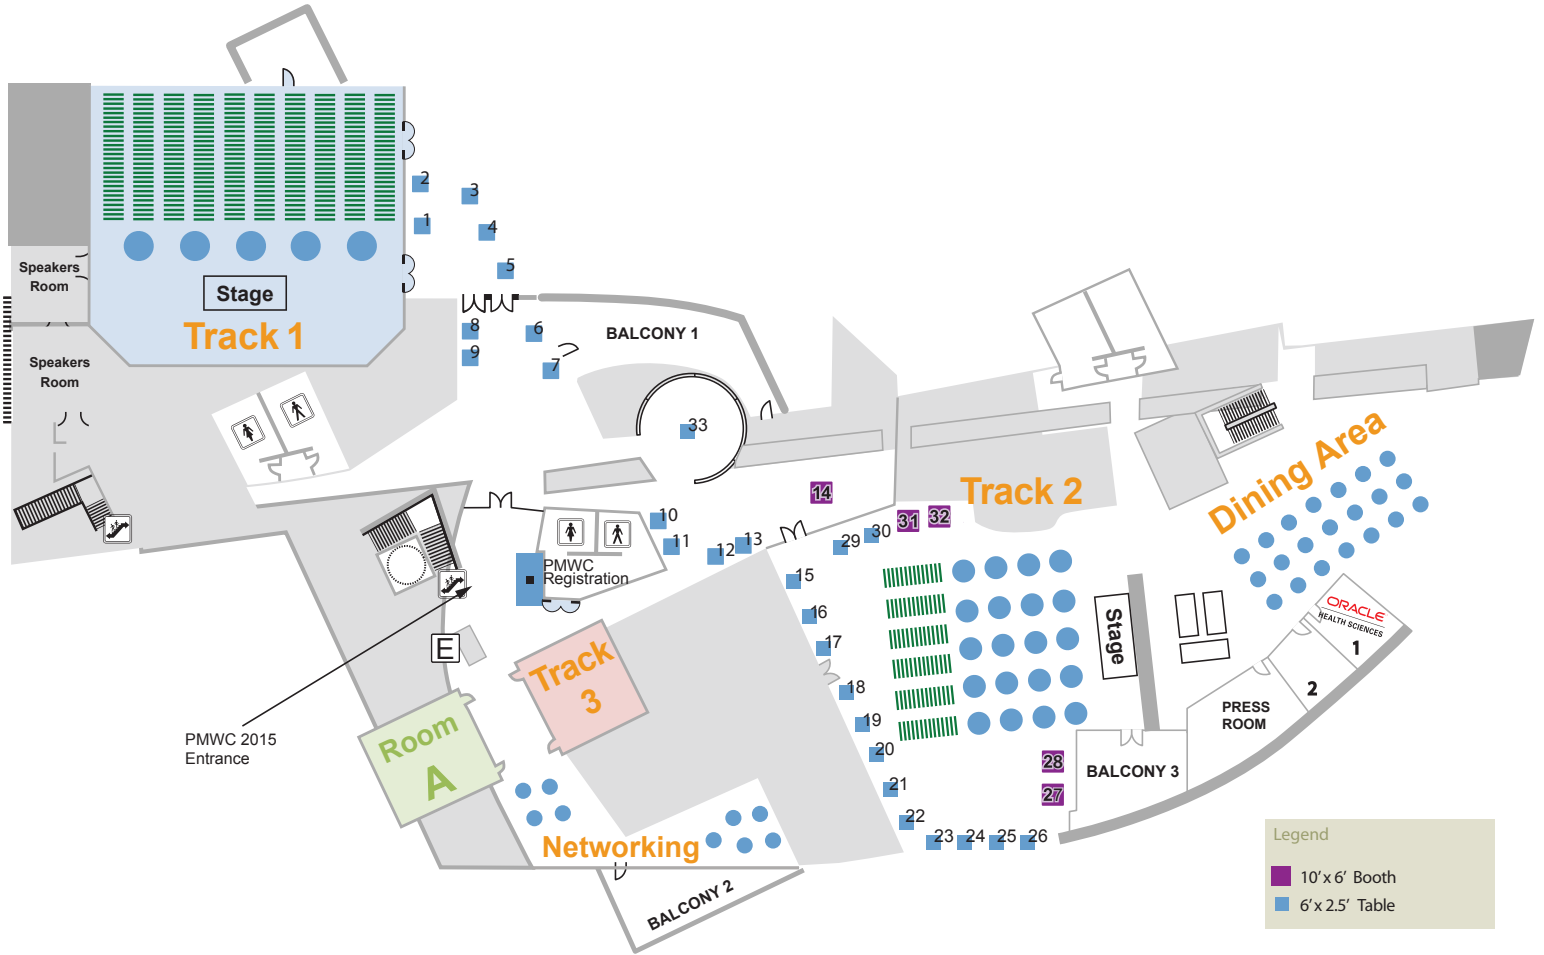 2
3
1
4
5
Speakers
Room
Stage
Track 1
8
6
BALCONY 1
9
7
Speakers
Room
33
14
Track 2
Dining Area
10
11
12
13
29
30
31
32
PMWC
Registration
15
16
17
18
19
20
21
22
23
24
25
26
27
28
Stage
ORACLE
HEALTH SCIENCES
1
2
PRESS
ROOM
BALCONY 3
E
Track
3
Room
A
PMWC 2015
Entrance
Networking
BALCONY 2
Legend
10' x 6' Booth
6' x 2.5' Table